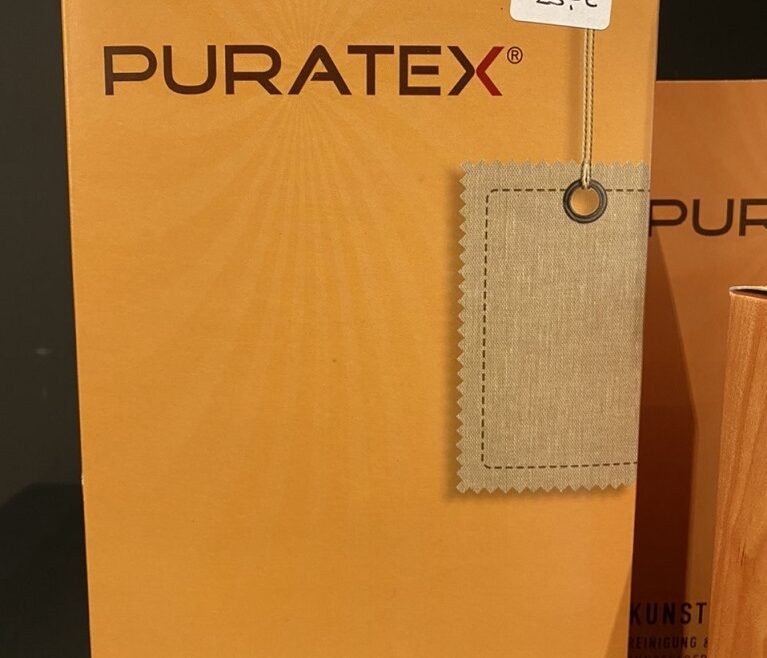 PURATEX®
PUR
KUNST
REINIGUNG &